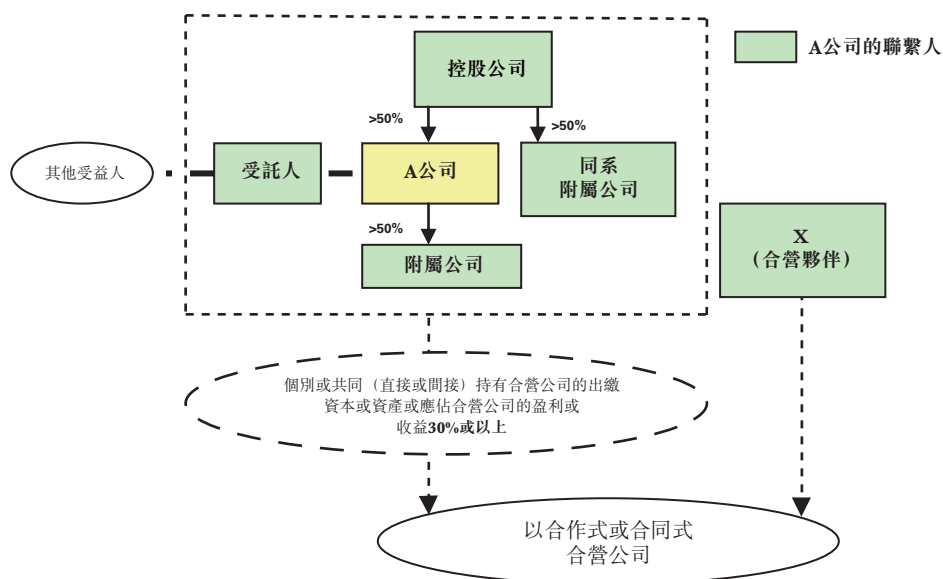 控股公司
A公司的聯繫人
>50%
>50%
其他受益人
受託人
A公司
同系
附屬公司
>50%
附屬公司
X
(合營夥伴)
個別或共同（直接或間接）持有合營公司的出繳
資本或資產或應佔合營公司的盈利或
收益30%或以上
以合作式或合同式
合營公司